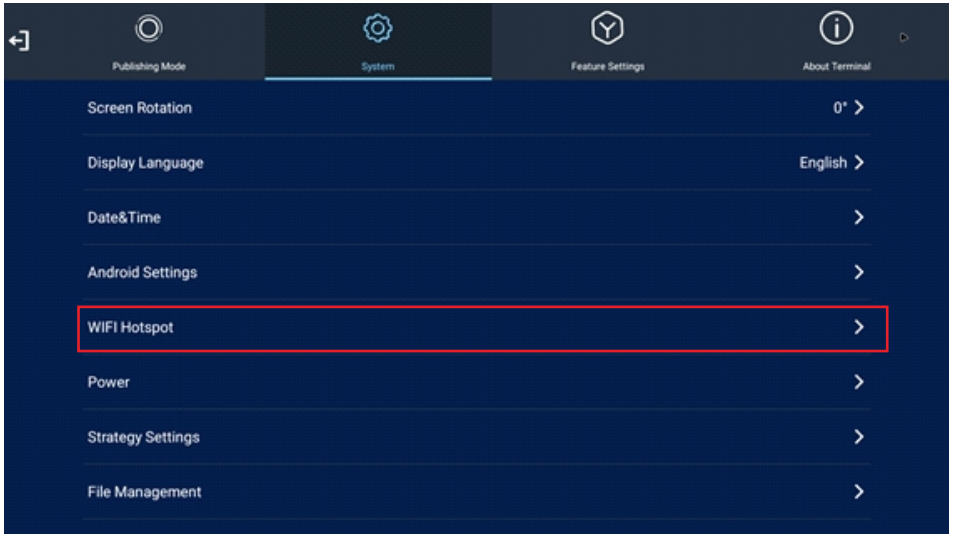 Publishing Mode
System
Feature Settings
About Terminal
Screen Rotation 0°
Display Language English
Date&Time
Android Settings
WIFI Hotspot
Power
Strategy Settings
File Management